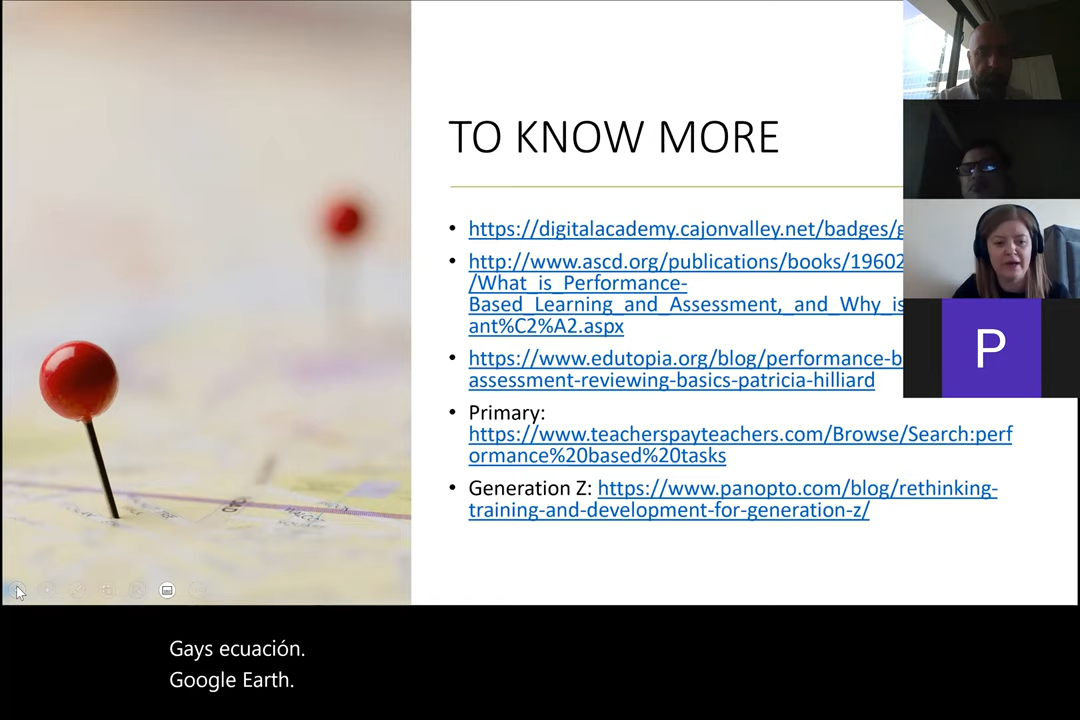 TO KNOW MORE
• https://digitalacademy.cajonvalley.net/badges/g
• http://www.ascd.org/publications/books/19602
/What_is_Performance-
Based_Learning_and_Assessment,_and_Why_is
ant%C2%A2.aspx
• https://www.edutopia.org/blog/performance-b
assessment-reviewing-basics-patricia-hilliard
• Primary:
https://www.teacherspayteachers.com/Browse/Search:perf
ormance%20based%20tasks
• Generation Z: https://www.panopto.com/blog/rethinking-
training-and-development-for-generation-z/
P
Gays ecuación.
Google Earth.